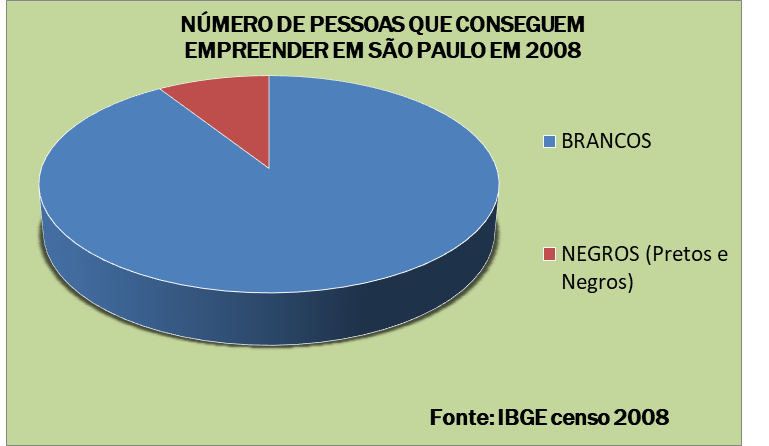 NÚMERO DE PESSOAS QUE CONSEGUEM
EMPREENDER EM SÃO PAULO EM 2008
BRANCOS
NEGROS (Pretos e
Negros)
Fonte: IBGE censo 2008